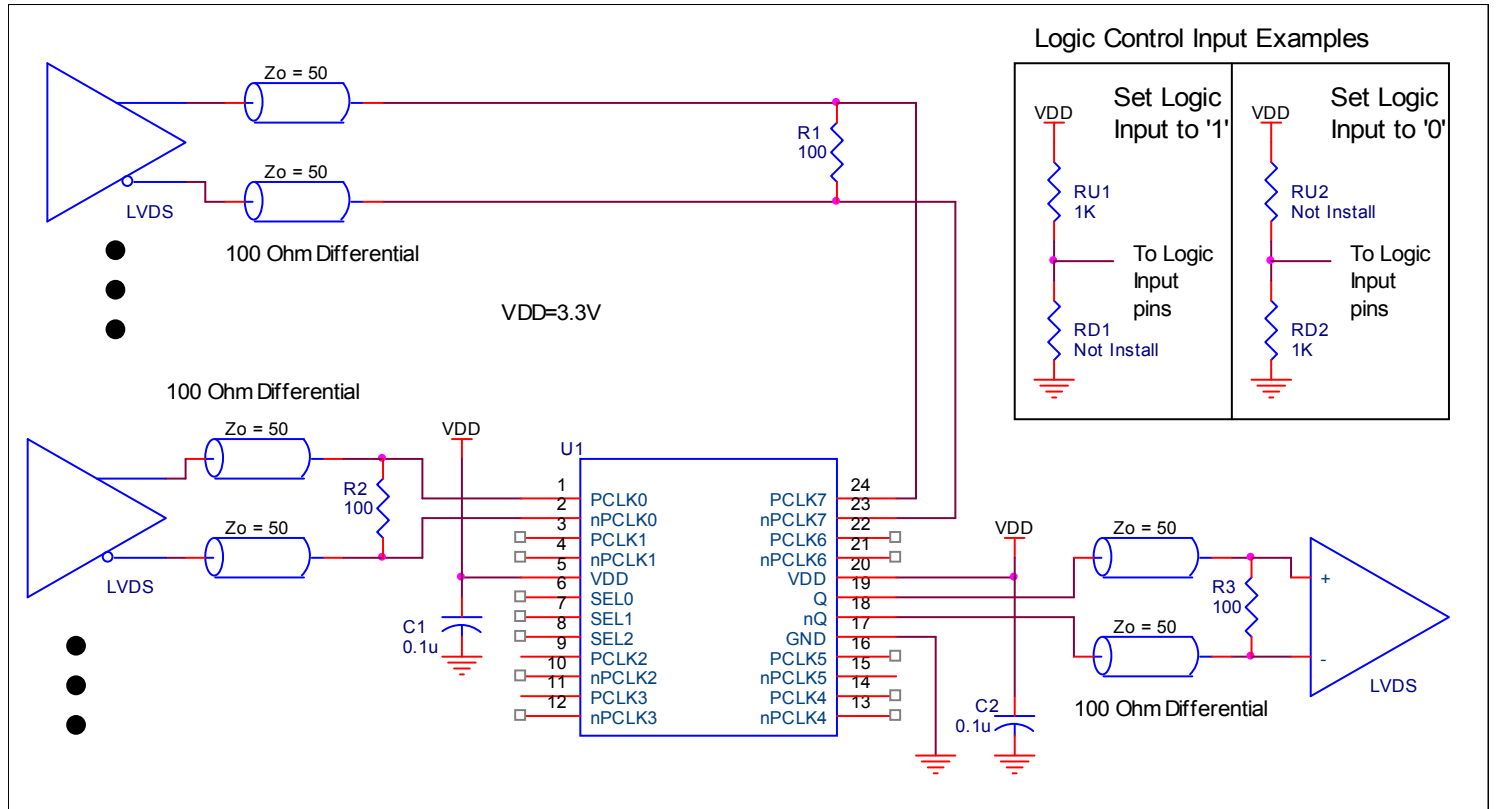 Logic Control Input Examples
Zo = 50
Zo = 50
LVDS
100 Ohm Differential
R1
100
VDD=3.3V
VDD
Set Logic
Input to '1'
RU1
1K
To Logic
Input
pins
RD1
Not Install
VDD
Set Logic
Input to '0'
RU2
Not Install
To Logic
Input
pins
RD2
1K
100 Ohm Differential
Zo = 50
Zo = 50
LVDS
R2
100
VDD
C1
0.1u
U1
1 PCLK0
2 nPCLK0
3 PCLK1
4 nPCLK1
5 VDD
6 SEL0
7 SEL1
8 SEL2
9 PCLK2
10 nPCLK2
11 PCLK3
12 nPCLK3
PCLK7 24
nPCLK7 23
PCLK6 22
nPCLK6 21
VDD 20
Q 19
nQ 18
GND 17
PCLK5 16
nPCLK5 15
PCLK4 14
nPCLK4 13
VDD
C2
0.1u
Zo = 50
Zo = 50
R3
100
+
-
LVDS
100 Ohm Differential